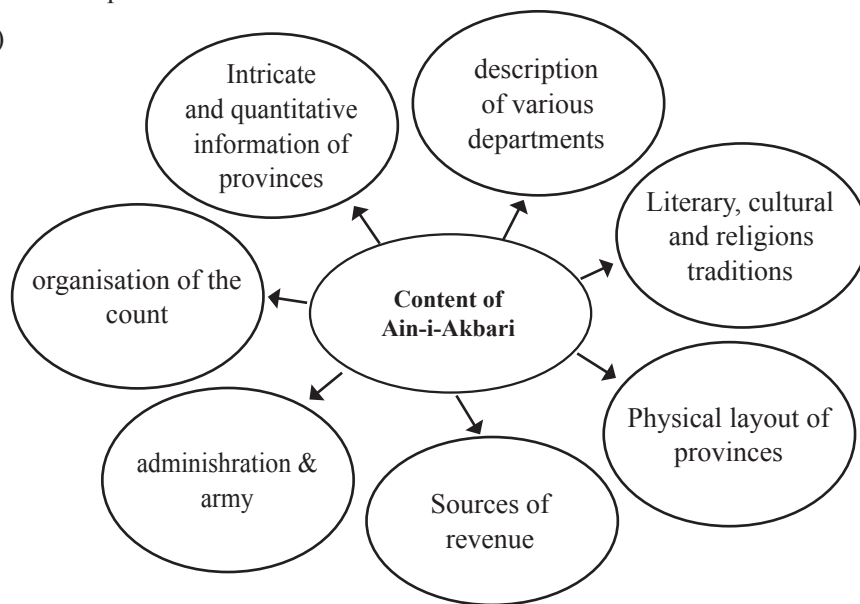 )
Intricate
and quantitative
information of
provinces
description
of various
departments
Literary, cultural
and religions
traditions
organisation of the
count
Content of
Ain-i-Akbari
Physical layout of
provinces
adminishration &
army
Sources of
revenue